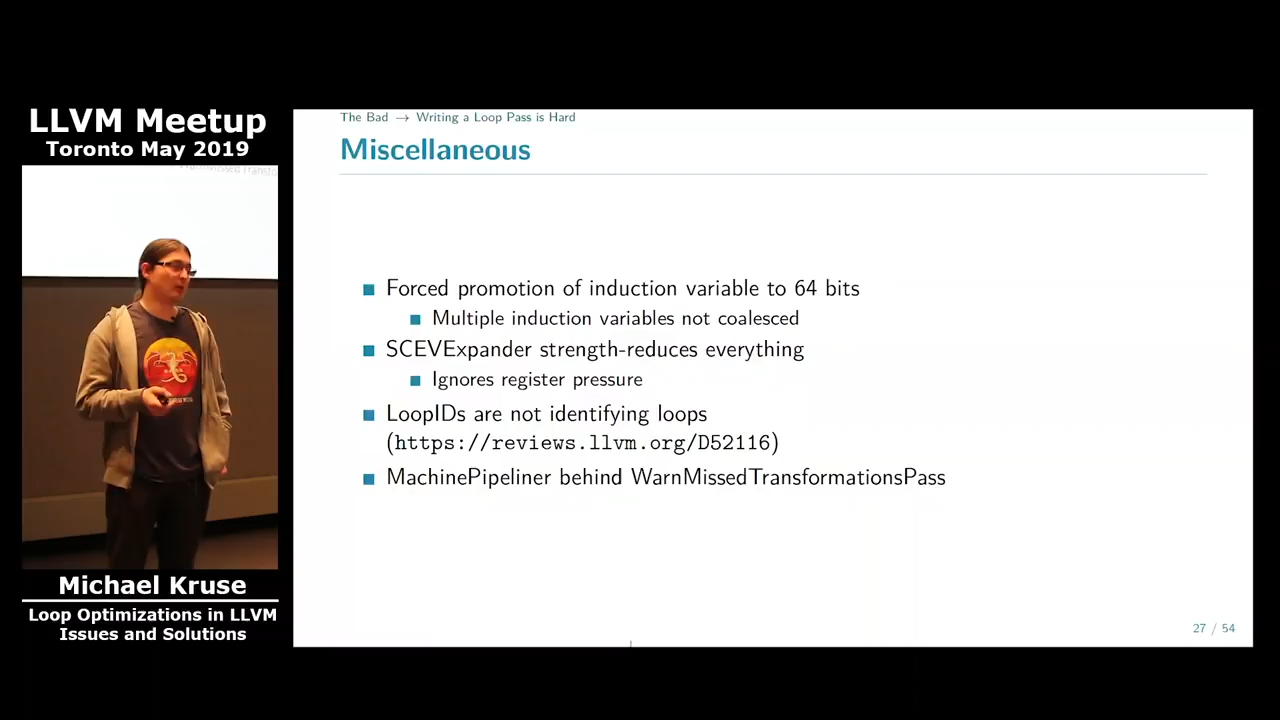 LLVM Meetup
Toronto May 2019
Michael Kruse
Loop Optimizations in LLVM
Issues and Solutions
The Bad → Writing a Loop Pass is Hard
Miscellaneous
Forced promotion of induction variable to 64 bits
Multiple induction variables not coalesced
SCEVExpander strength-reduces everything
Ignores register pressure
LoopIDs are not identifying loops
(https://reviews.llvm.org/D52116)
MachinePipeliner behind WarnMissedTransformationsPass
27 / 54